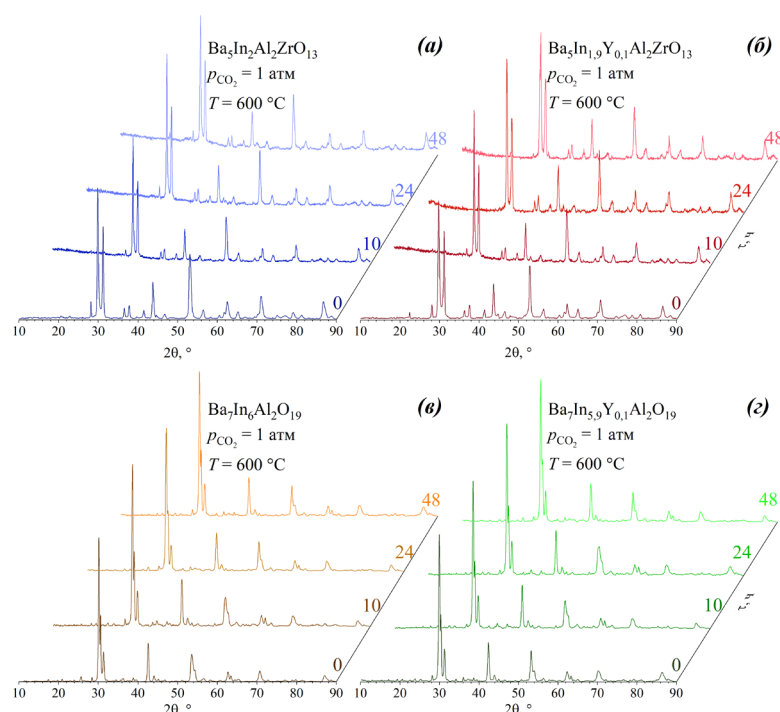 Ba₅In₂Al₂ZrO₁₃
(а)
p_CO₂ = 1 атм
T = 600 °C
48
24
10
0
10 20 30 40 50 60 70 80 90
2θ, °
Ba₅In₁,₉Y₀,₁Al₂ZrO₁₃
(б)
p_CO₂ = 1 атм
T = 600 °C
48
24
10
0
τ, ч
10 20 30 40 50 60 70 80 90
2θ, °
Ba₇In₆Al₂O₁₉
(в)
p_CO₂ = 1 атм
T = 600 °C
48
24
10
0
10 20 30 40 50 60 70 80 90
2θ, °
Ba₇In₅,₉Y₀,₁Al₂O₁₉
(г)
p_CO₂ = 1 атм
T = 600 °C
48
24
10
0
τ, ч
10 20 30 40 50 60 70 80 90
2θ, °